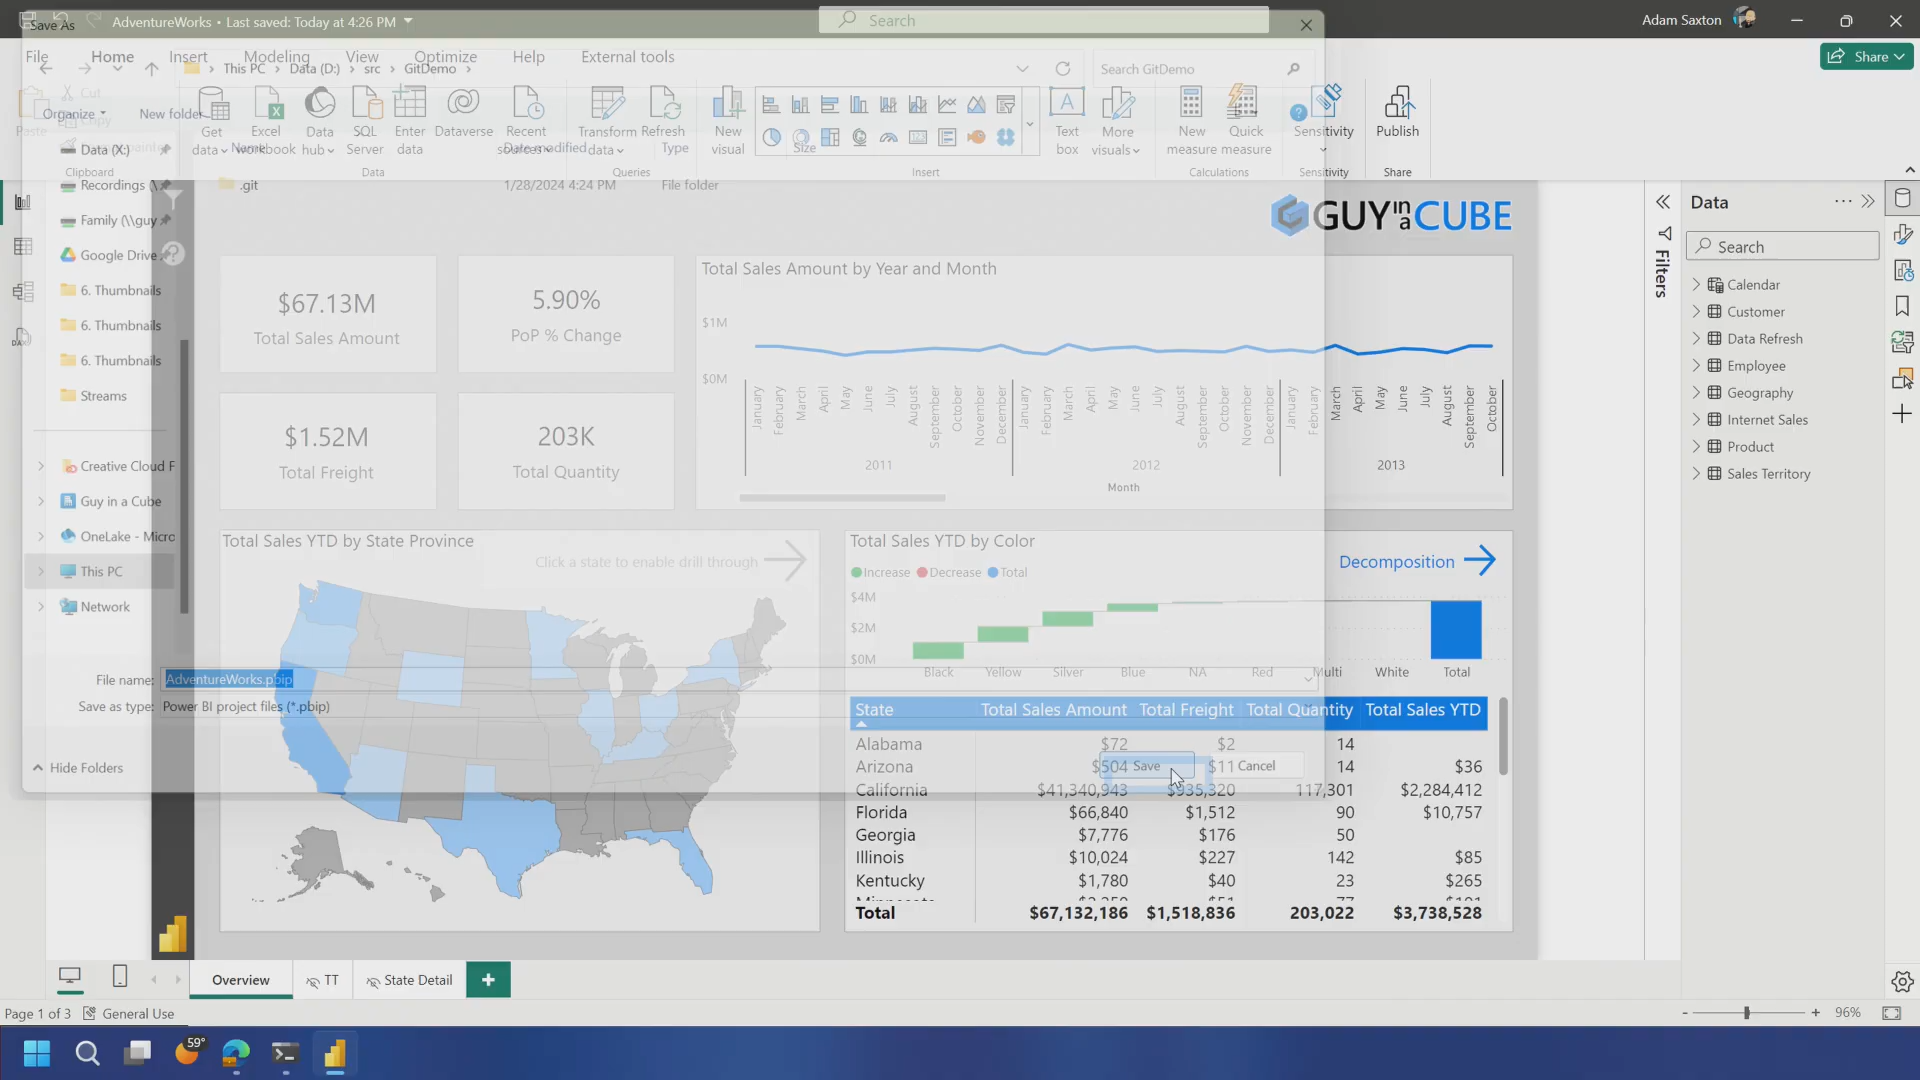 Save As
AdventureWorks • Last saved: Today at 4:26 PM
Search
Adam Saxton
File
Home
Insert
Modeling
View
Optimize
Help
External tools
Share
This PC
Data (D:)
src
GitDemo
Search GitDemo
Cut
Copy
Paste
Organize
New folder
Get data
Excel workbook
Data hub
SQL Server
Enter data
Dataverse
Recent sources
Transform data
Refresh
New visual
Text box
More visuals
New measure
Quick measure
Sensitivity
Publish
Name
Date modified
Type
Size
Clipboard
Data
Queries
Insert
Calculations
Sensitivity
Share
.git
1/28/2024 4:24 PM
File folder
Data (X:)
Recordings (\
Family (\\guy
Google Drive
6. Thumbnails
6. Thumbnails
6. Thumbnails
Streams
Creative Cloud F
Guy in a Cube
OneLake - Micro
This PC
Network
GUY in a CUBE
$67.13M
Total Sales Amount
5.90%
PoP % Change
$1.52M
Total Freight
203K
Total Quantity
Total Sales Amount by Year and Month
$1M
$0M
January
February
March
April
May
June
July
August
September
October
November
December
January
February
March
April
May
June
July
August
September
October
November
December
January
February
March
April
May
June
July
August
September
October
2011
2012
2013
Month
Total Sales YTD by State Province
Click a state to enable drill through
Total Sales YTD by Color
Decomposition
Increase
Decrease
Total
$4M
$2M
$0M
Black
Yellow
Silver
Blue
NA
Red
Multi
White
Total
File name:
AdventureWorks.pbip
Save as type:
Power BI project files (*.pbip)
Hide Folders
Save
Cancel
State Total Sales Amount Total Freight Total Quantity Total Sales YTD
Alabama $72 $2 14
Arizona $504 $11 14 $36
California $41,340,943 $935,320 117,301 $2,284,412
Florida $66,840 $1,512 90 $10,757
Georgia $7,776 $176 50
Illinois $10,024 $227 142 $85
Kentucky $1,780 $40 23 $265
Total $67,132,186 $1,518,836 203,022 $3,738,528
Filters
Data
Search
Calendar
Customer
Data Refresh
Employee
Geography
Internet Sales
Product
Sales Territory
Overview
TT
State Detail
Page 1 of 3
General Use
96%
59°